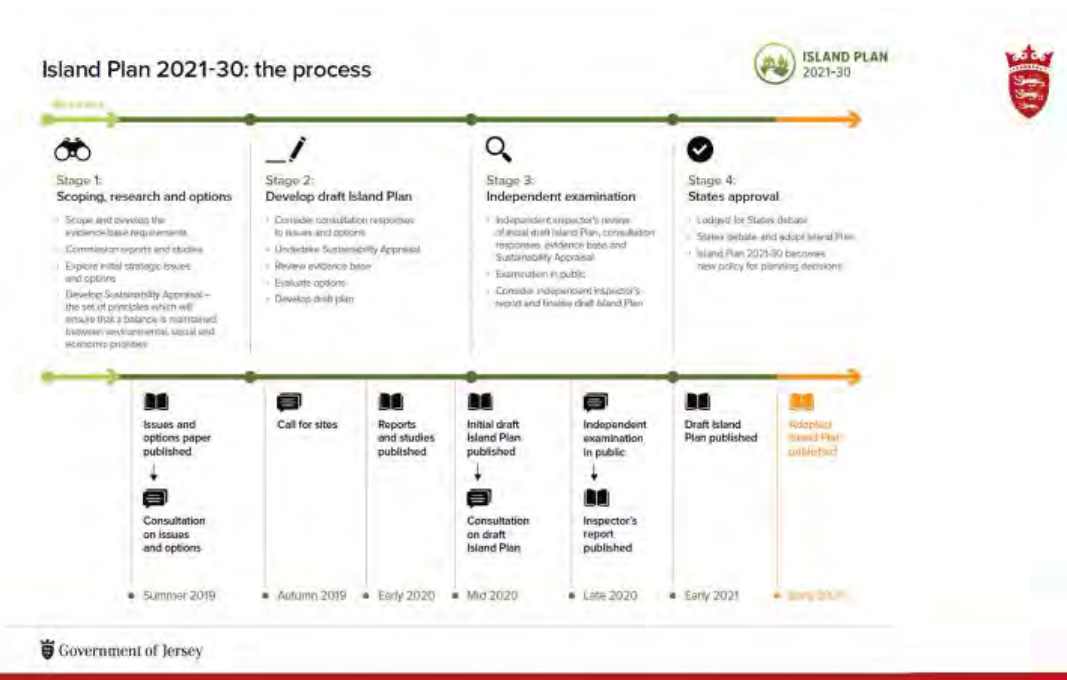 Island Plan 2021-30: the process
ISLAND PLAN
2021-30
Stage 1:
Scoping, research and options
Scope and develop the
evidence base requirements
Commission reports and studies
Explore initial strategic issues
and options
Develop Sustainability Appraisal –
the set of principles which will
ensure that a balance is maintained
between environmental, social and
economic priorities
Stage 2:
Develop draft Island Plan
Consider consultation responses
to issues and options
Undertake Sustainability Appraisal
Review evidence base
Evaluate options
Develop draft plan
Stage 3:
Independent examination
Independent inspector's review
of initial draft Island Plan, consultation
responses, evidence base and
Sustainability Appraisal
Examination in public
Consider independent inspector's
report and finalise draft Island Plan
Stage 4:
States approval
Lodged for States debate
States debate and adopt Island Plan
Island Plan 2021-30 becomes
new policy for planning decisions
Issues and
options paper
published
Consultation
on issues
and options
Summer 2019
Call for sites
Autumn 2019
Reports
and studies
published
Early 2020
Initial draft
Island Plan
published
Consultation
on draft
Island Plan
Mid 2020
Independent
examination
in public
Inspector's
report
published
Late 2020
Draft Island
Plan published
Early 2021
Adopted
Island Plan
published
Government of Jersey